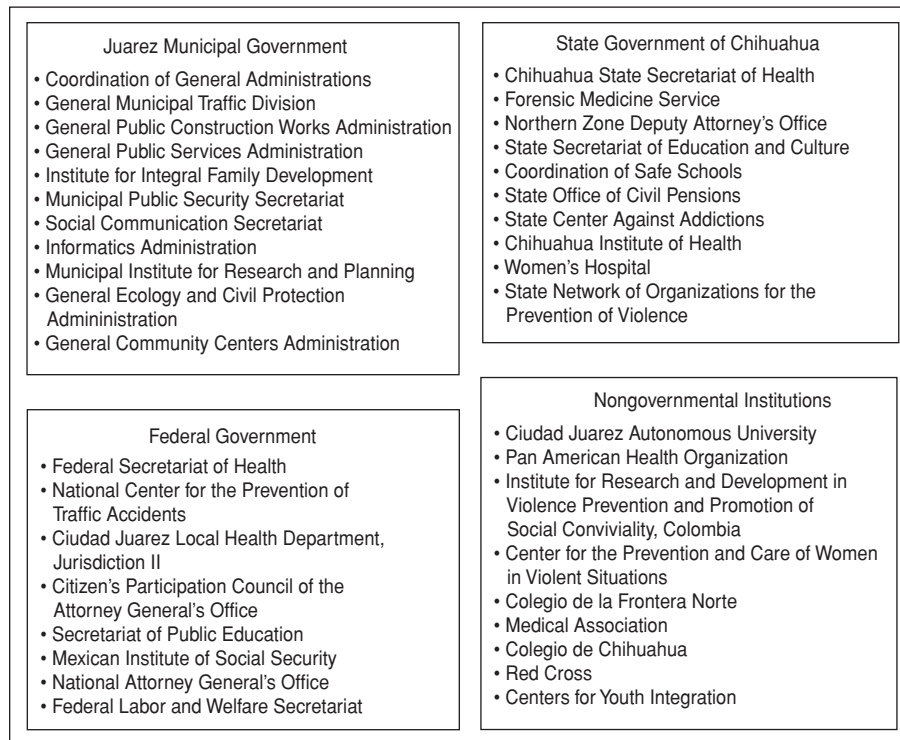 Juarez Municipal Government
• Coordination of General Administrations
• General Municipal Traffic Division
• General Public Construction Works Administration
• General Public Services Administration
• Institute for Integral Family Development
• Municipal Public Security Secretariat
• Social Communication Secretariat
• Informatics Administration
• Municipal Institute for Research and Planning
• General Ecology and Civil Protection
Admininistration
• General Community Centers Administration
State Government of Chihuahua
• Chihuahua State Secretariat of Health
• Forensic Medicine Service
• Northern Zone Deputy Attorney's Office
• State Secretariat of Education and Culture
• Coordination of Safe Schools
• State Office of Civil Pensions
• State Center Against Addictions
• Chihuahua Institute of Health
• Women's Hospital
• State Network of Organizations for the
Prevention of Violence
Federal Government
• Federal Secretariat of Health
• National Center for the Prevention of
Traffic Accidents
• Ciudad Juarez Local Health Department,
Jurisdiction II
• Citizen's Participation Council of the
Attorney General's Office
• Secretariat of Public Education
• Mexican Institute of Social Security
• National Attorney General's Office
• Federal Labor and Welfare Secretariat
Nongovernmental Institutions
• Ciudad Juarez Autonomous University
• Pan American Health Organization
• Institute for Research and Development in
Violence Prevention and Promotion of
Social Conviviality, Colombia
• Center for the Prevention and Care of Women
in Violent Situations
• Colegio de la Frontera Norte
• Medical Association
• Colegio de Chihuahua
• Red Cross
• Centers for Youth Integration